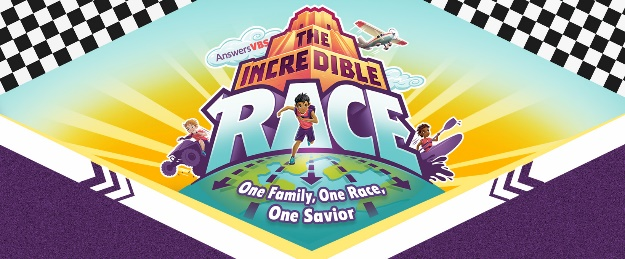 AnswersVBS
THE
INCREDIBLE
RACE
One Family, One Race,
One Savior